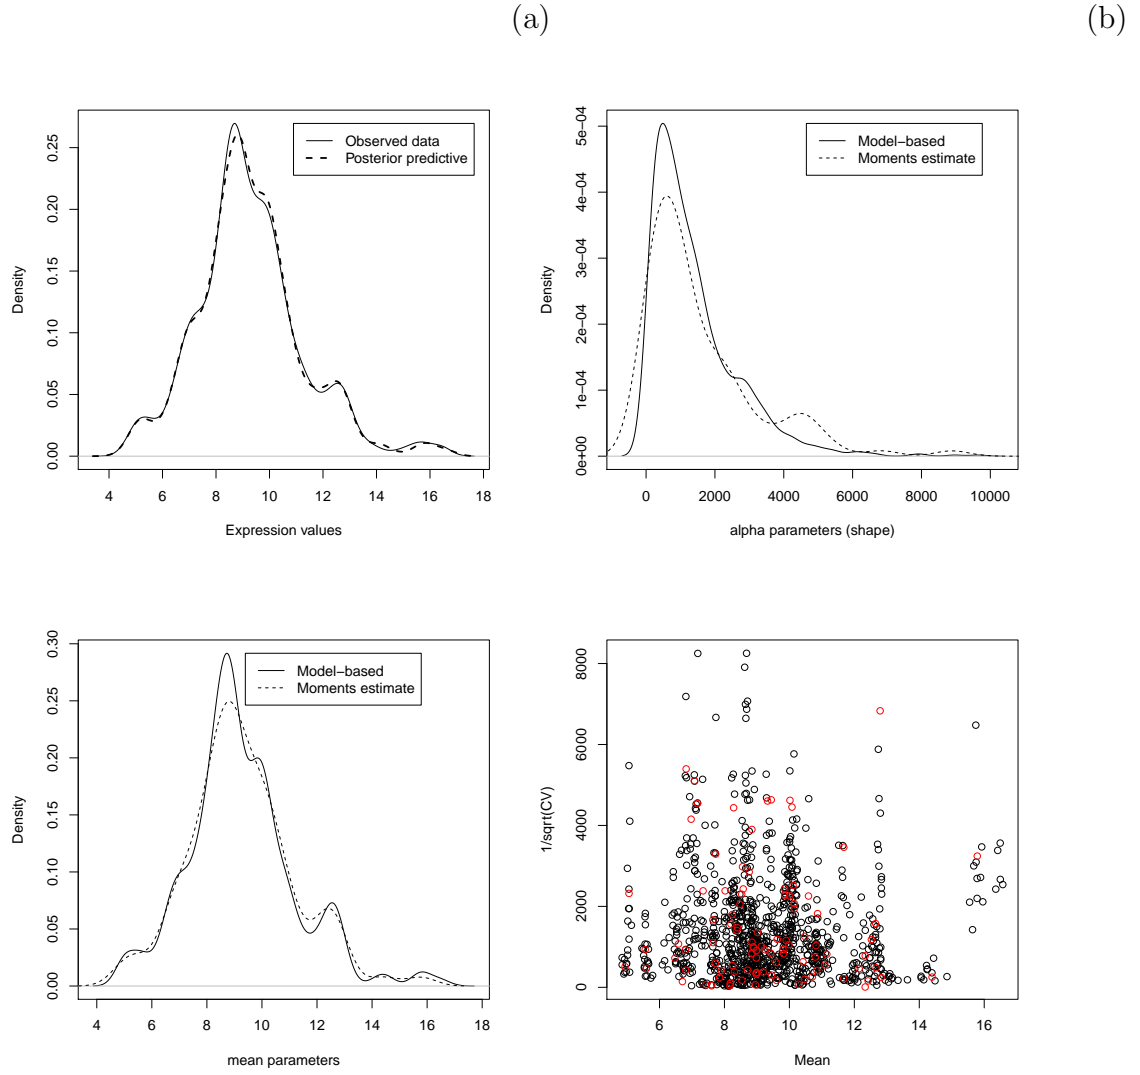 (a)
(b)
Observed data
Posterior predictive
Density
0.00 0.05 0.10 0.15 0.20 0.25
4 6 8 10 12 14 16 18
Expression values
Model−based
Moments estimate
Density
0e+00 1e−04 2e−04 3e−04 4e−04 5e−04
0 2000 4000 6000 8000 10000
alpha parameters (shape)
Model−based
Moments estimate
Density
0.00 0.05 0.10 0.15 0.20 0.25 0.30
4 6 8 10 12 14 16 18
mean parameters
1/sqrt(CV)
0 2000 4000 6000 8000
6 8 10 12 14 16
Mean